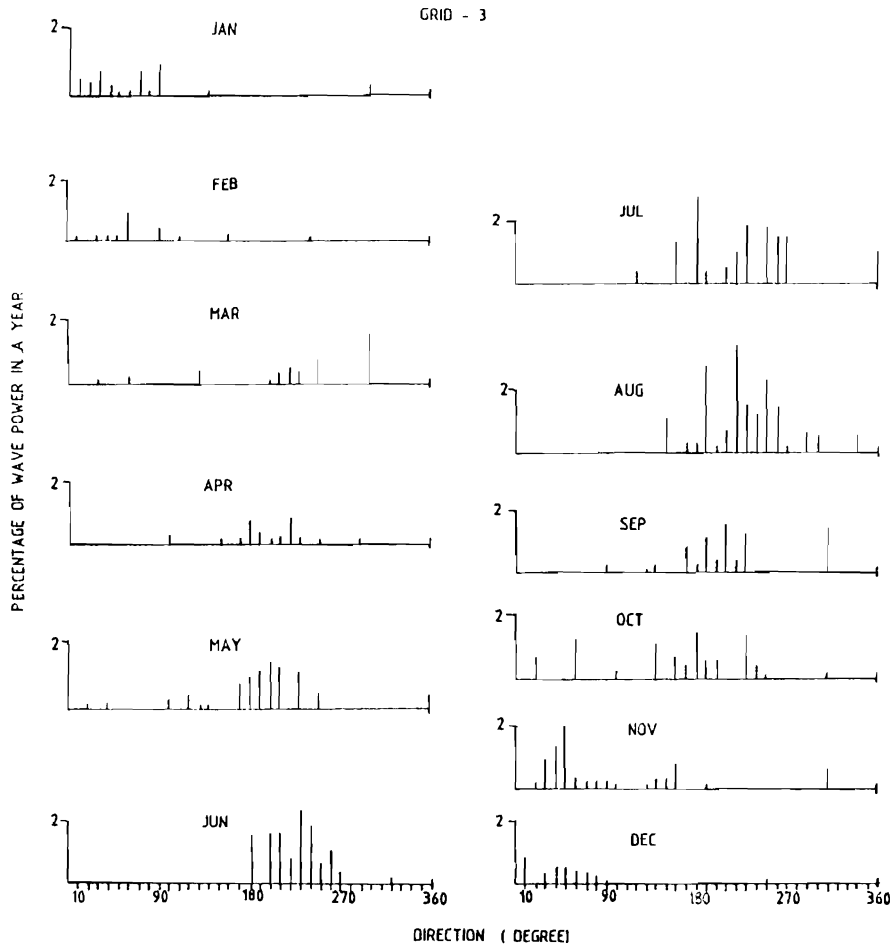 GRID - 3
2
JAN
2
FEB
2
MAR
2
APR
2
MAY
2
JUN
10 90 180 270 360
2
JUL
2
AUG
2
SEP
2
OCT
2
NOV
2
DEC
10 90 180 270 360
PERCENTAGE OF WAVE POWER IN A YEAR
DIRECTION ( DEGREE)